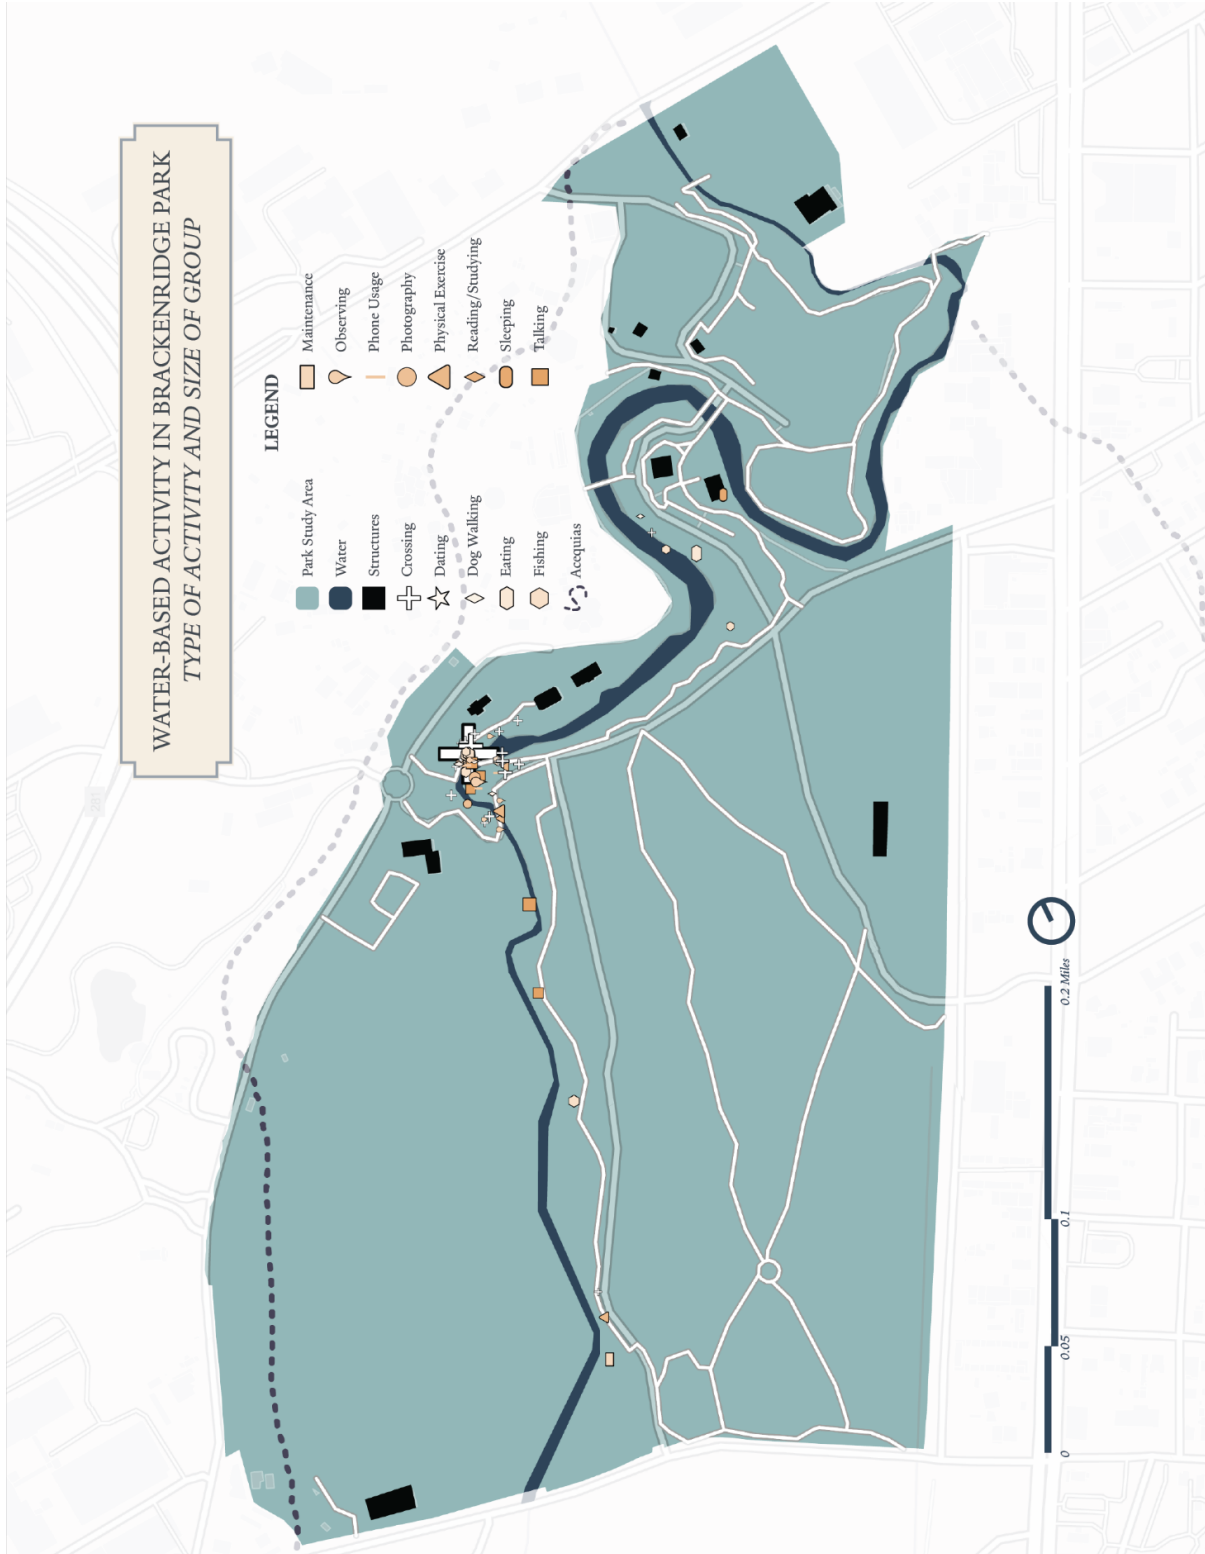 WATER-BASED ACTIVITY IN BRACKENRIDGE PARK
TYPE OF ACTIVITY AND SIZE OF GROUP
LEGEND
Park Study Area
Water
Structures
Crossing
Dating
Dog Walking
Eating
Fishing
Acequias
Maintenance
Observing
Phone Usage
Photography
Physical Exercise
Reading/Studying
Sleeping
Talking
0
0.05
0.1
0.2 Miles